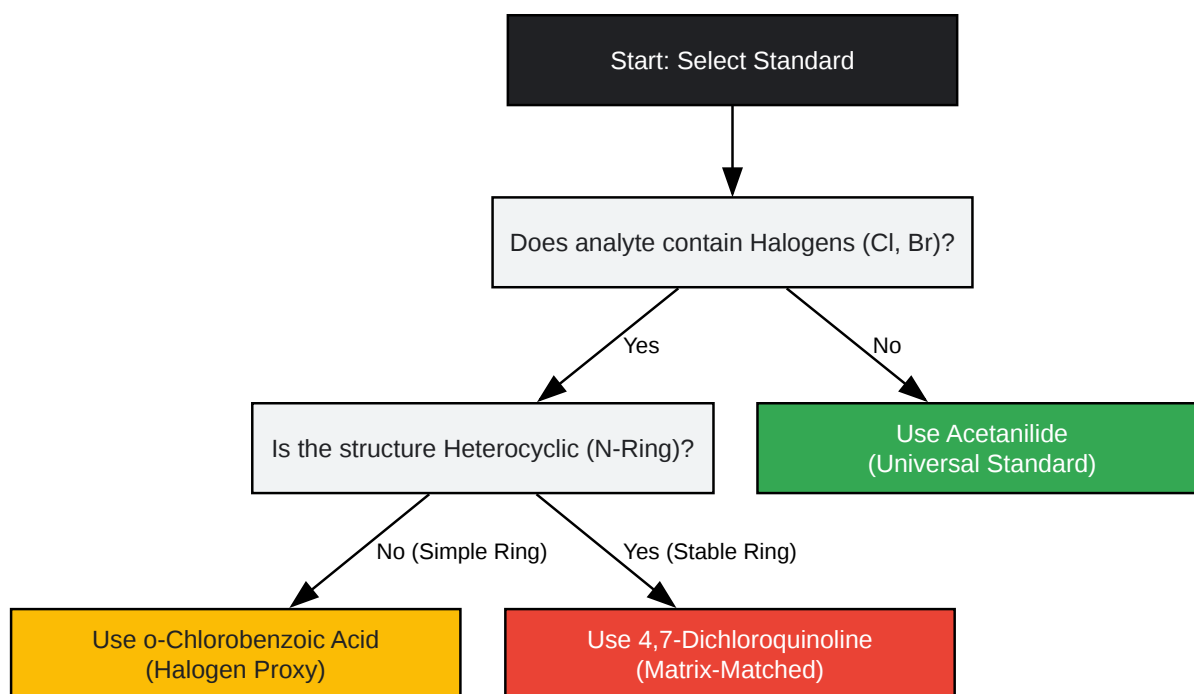 Start: Select Standard
Does analyte contain Halogens (Cl, Br)?
Yes
No
Is the structure Heterocyclic (N-Ring)?
Use Acetanilide
(Universal Standard)
No (Simple Ring)
Yes (Stable Ring)
Use o-Chlorobenzoic Acid
(Halogen Proxy)
Use 4,7-Dichloroquinoline
(Matrix-Matched)